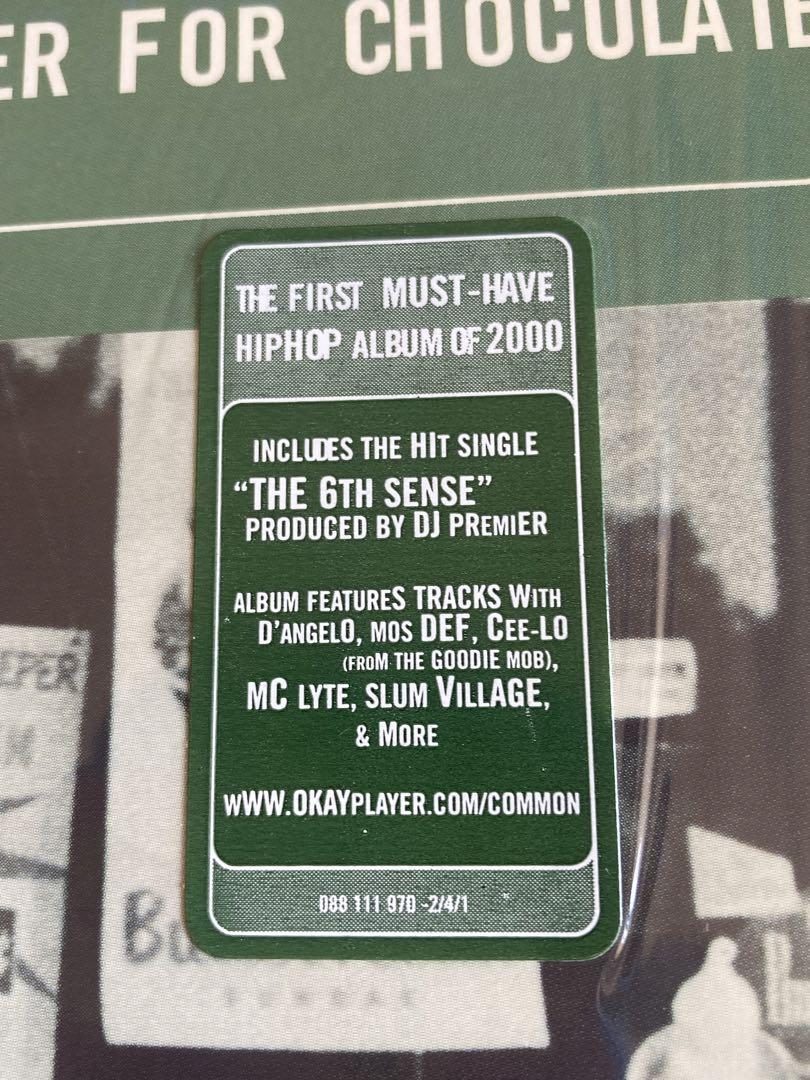 ER FOR CHOCOLATE
THE FIRST MUST-HAVE
HIPHOP ALBUM OF 2000
INCLUDES THE HIT SINGLE
"THE 6TH SENSE"
PRODUCED BY DJ PREMiER
ALBUM FEATURES TRACKS WITH
D'ANGELO, MOS DEF, CEE-LO
(FROM THE GOODIE MOB),
MC LYTE, SLUM VILLAGE,
& MORE
WWW.OKAYPLAYER.COM/COMMON
088 111 970 -2/4/1
EEPER